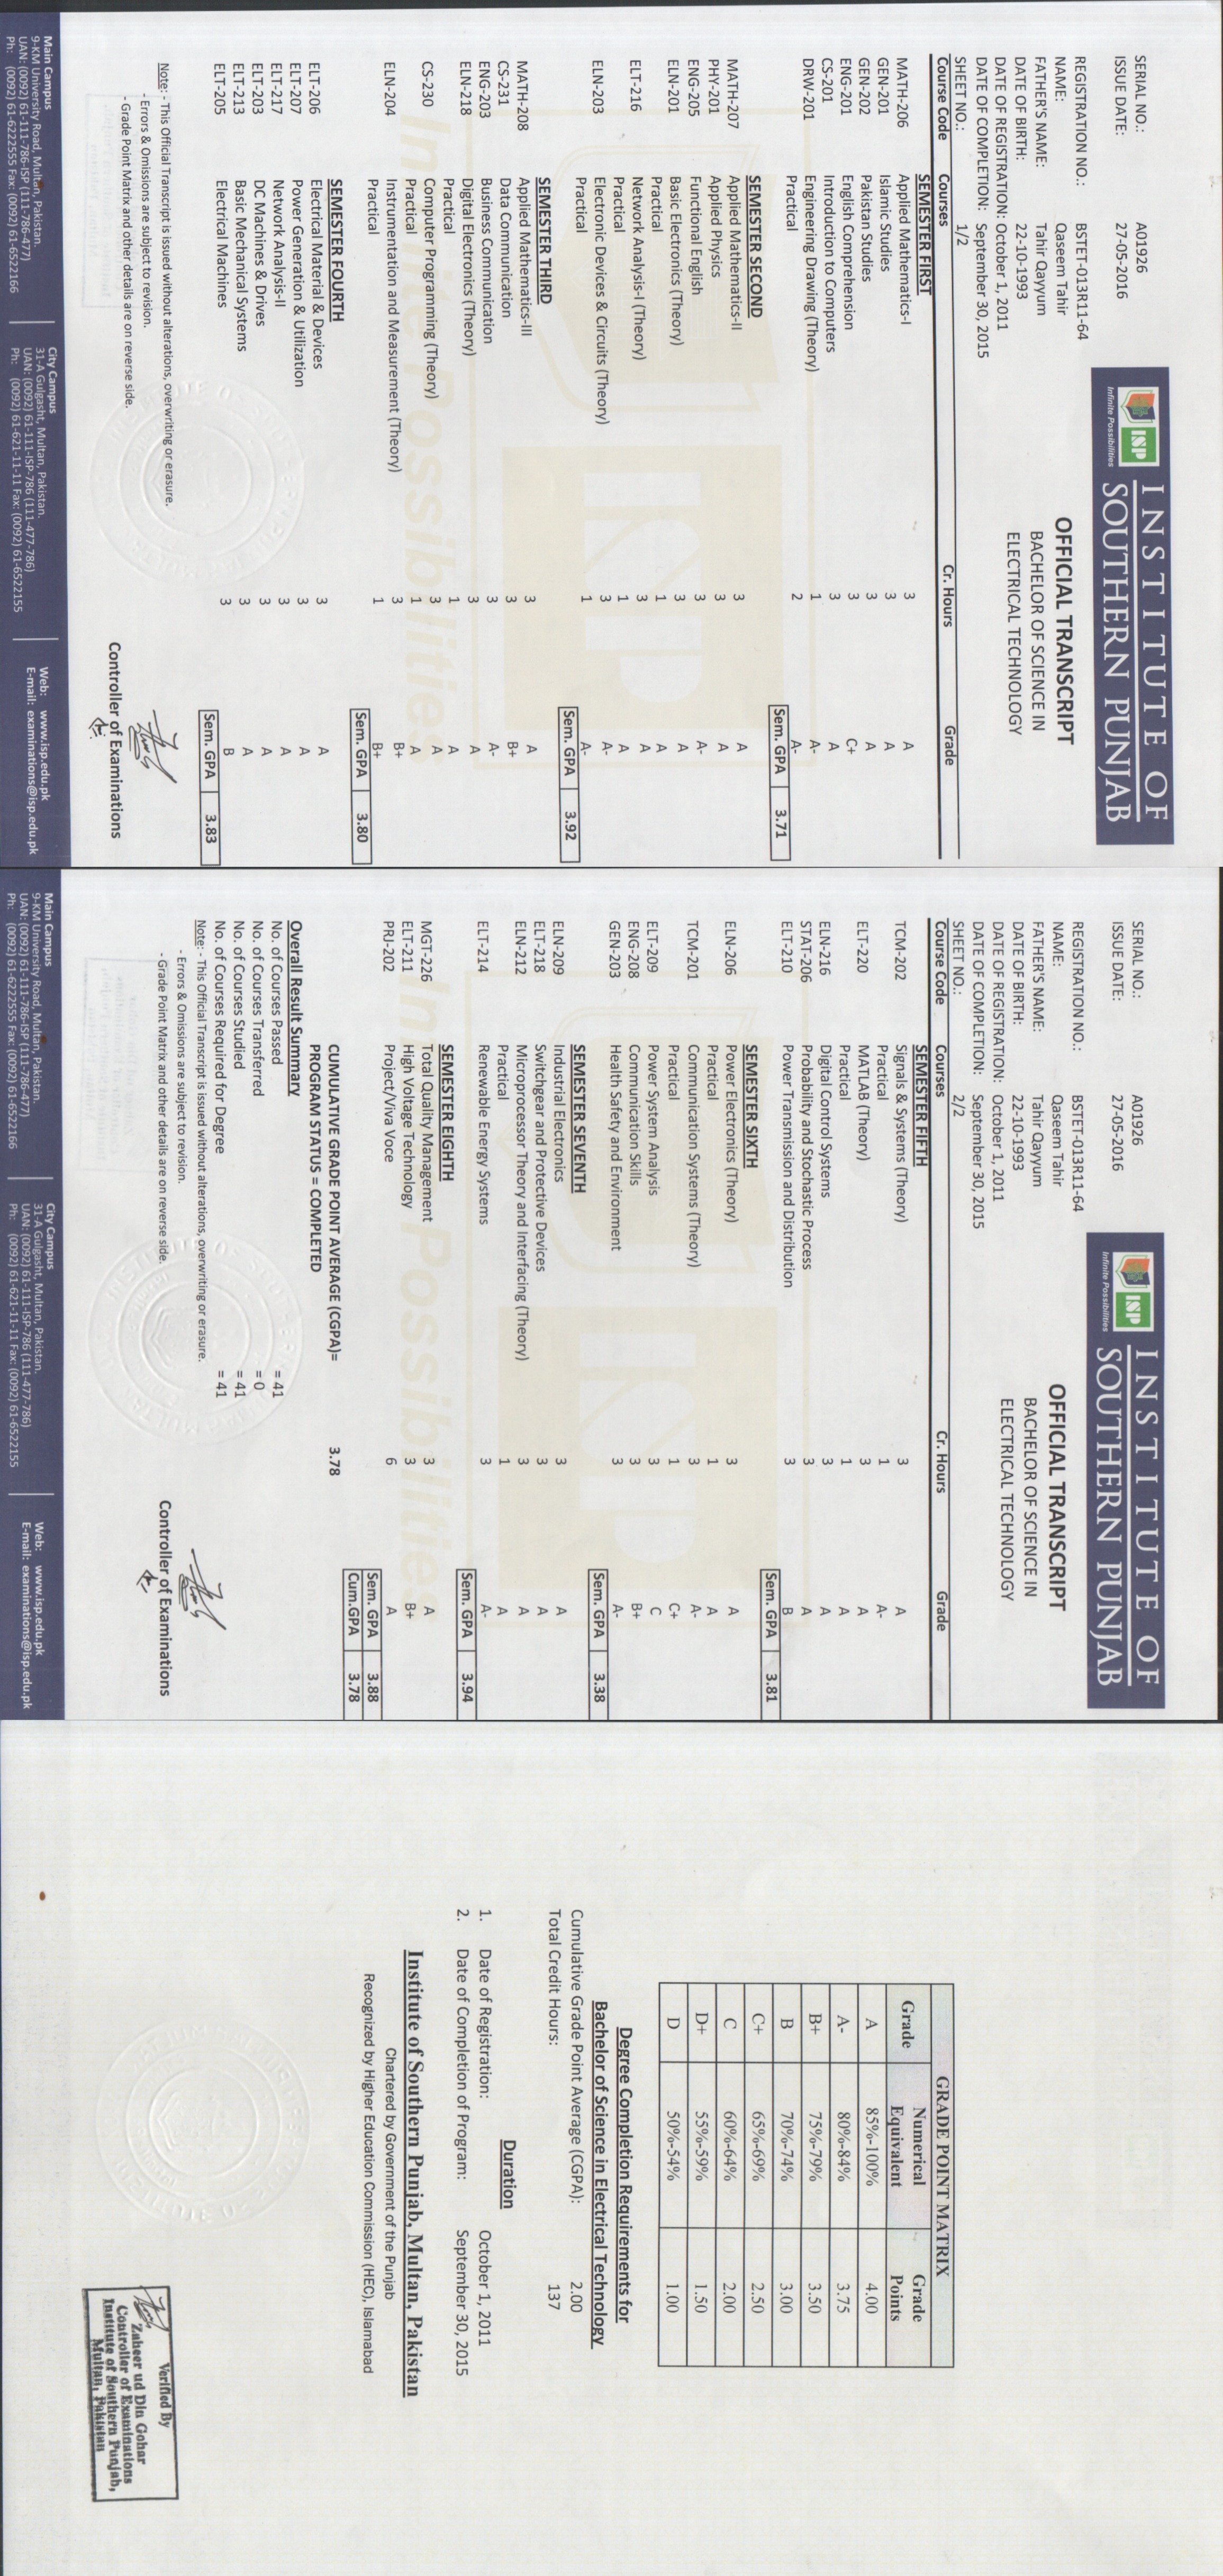 SERIAL NO.: A01926
ISSUE DATE: 27-05-2016
ISP
Infinite Possibilities
INSTITUTE OF
SOUTHERN PUNJAB
OFFICIAL TRANSCRIPT
BACHELOR OF SCIENCE IN
ELECTRICAL TECHNOLOGY
REGISTRATION NO.: BSTET-013R11-64
NAME: Qaseem Tahir
FATHER'S NAME: Tahir Qayyum
DATE OF BIRTH: 22-10-1993
DATE OF REGISTRATION: October 1, 2011
DATE OF COMPLETION: September 30, 2015
SHEET NO.: 1/2
Course Code Courses Cr. Hours Grade
SEMESTER FIRST
MATH-206 Applied Mathematics-I 3 A
GEN-201 Islamic Studies 3 A
GEN-202 Pakistan Studies 3 A
ENG-201 English Comprehension 3 C+
CS-201 Introduction to Computers 3 A
DRW-201 Engineering Drawing (Theory) 1 A-
Practical 2 A-
Sem. GPA 3.71
SEMESTER SECOND
MATH-207 Applied Mathematics-II 3 A
PHY-201 Applied Physics 3 A
ENG-205 Functional English 3 A-
ELN-201 Basic Electronics (Theory) 3 A
Practical 1 A
ELT-216 Network Analysis-I (Theory) 3 A
Practical 1 A
ELN-203 Electronic Devices & Circuits (Theory) 3 A-
Practical 1 A-
Sem. GPA 3.92
SEMESTER THIRD
MATH-208 Applied Mathematics-III 3 A
CS-231 Data Communication 3 B+
ENG-203 Business Communication 3 A-
ELN-218 Digital Electronics (Theory) 3 A
Practical 1 A
CS-230 Computer Programming (Theory) 3 A
Practical 1 A
ELN-204 Instrumentation and Measurement (Theory) 3 B+
Practical 1 B+
Sem. GPA 3.80
SEMESTER FOURTH
ELT-206 Electrical Material & Devices 3 A
ELT-207 Power Generation & Utilization 3 A
ELT-217 Network Analysis-II 3 A
ELT-203 DC Machines & Drives 3 A
ELT-213 Basic Mechanical Systems 3 A
ELT-205 Electrical Machines 3 B
Sem. GPA 3.83
Note: - This Official Transcript is issued without alterations, overwriting or erasure.
- Errors & Omissions are subject to revision.
- Grade Point Matrix and other details are on reverse side.
Controller of Examinations
Main Campus
9-KM University Road, Multan, Pakistan.
UAN: (0092) 61-111-786-ISP (111-786-477)
Ph: (0092) 61-6222555 Fax: (0092) 61-6522166
City Campus
31-A Gulgasht, Multan, Pakistan.
UAN: (0092) 61-111-ISP-786 (111-477-786)
Ph: (0092) 61-621-11-11 Fax: (0092) 61-6522155
Web: www.isp.edu.pk
E-mail: examinations@isp.edu.pk
SERIAL NO.: A01926
ISSUE DATE: 27-05-2016
ISP
Infinite Possibilities
INSTITUTE OF
SOUTHERN PUNJAB
OFFICIAL TRANSCRIPT
BACHELOR OF SCIENCE IN
ELECTRICAL TECHNOLOGY
REGISTRATION NO.: BSTET-013R11-64
NAME: Qaseem Tahir
FATHER'S NAME: Tahir Qayyum
DATE OF BIRTH: 22-10-1993
DATE OF REGISTRATION: October 1, 2011
DATE OF COMPLETION: September 30, 2015
SHEET NO.: 2/2
Course Code Courses Cr. Hours Grade
SEMESTER FIFTH
TCM-202 Signals & Systems (Theory) 3 A
Practical 1 A-
ELT-220 MATLAB (Theory) 3 A
Practical 1 A
ELN-216 Digital Control Systems 3 A
STAT-206 Probability and Stochastic Process 3 A
ELT-210 Power Transmission and Distribution 3 B
Sem. GPA 3.81
SEMESTER SIXTH
ELN-206 Power Electronics (Theory) 3 A
Practical 1 A
TCM-201 Communication Systems (Theory) 3 A-
Practical 1 C+
ELT-209 Power System Analysis 3 C
ENG-208 Communication Skills 3 B+
GEN-203 Health Safety and Environment 3 A-
Sem. GPA 3.38
SEMESTER SEVENTH
ELN-209 Industrial Electronics 3 A
ELT-218 Switchgear and Protective Devices 3 A
ELN-212 Microprocessor Theory and Interfacing (Theory) 3 A
Practical 1 A
ELT-214 Renewable Energy Systems 3 A-
Sem. GPA 3.94
SEMESTER EIGHTH
MGT-226 Total Quality Management 3 A
ELT-211 High Voltage Technology 3 B+
PRJ-202 Project/Viva Voce 6 A
Sem. GPA 3.88
Cum.GPA 3.78
CUMULATIVE GRADE POINT AVERAGE (CGPA)= 3.78
PROGRAM STATUS = COMPLETED
Overall Result Summary
No. of Courses Passed = 41
No. of Courses Transferred = 0
No. of Courses Studied = 41
No. of Courses Required for Degree = 41
Note: - This Official Transcript is issued without alterations, overwriting or erasure.
- Errors & Omissions are subject to revision.
- Grade Point Matrix and other details are on reverse side.
Controller of Examinations
Main Campus
9-KM University Road, Multan, Pakistan.
UAN: (0092) 61-111-786-ISP (111-786-477)
Ph: (0092) 61-6222555 Fax: (0092) 61-6522166
City Campus
31-A Gulgasht, Multan, Pakistan.
UAN: (0092) 61-111-ISP-786 (111-477-786)
Ph: (0092) 61-621-11-11 Fax: (0092) 61-6522155
Web: www.isp.edu.pk
E-mail: examinations@isp.edu.pk
GRADE POINT MATRIX
Grade Numerical Equivalent Grade Points
A 85%-100% 4.00
A- 80%-84% 3.75
B+ 75%-79% 3.50
B 70%-74% 3.00
C+ 65%-69% 2.50
C 60%-64% 2.00
D+ 55%-59% 1.50
D 50%-54% 1.00
Degree Completion Requirements for
Bachelor of Science in Electrical Technology
Cumulative Grade Point Average (CGPA): 2.00
Total Credit Hours: 137
Duration
1. Date of Registration: October 1, 2011
2. Date of Completion of Program: September 30, 2015
Institute of Southern Punjab, Multan, Pakistan
Chartered by Government of the Punjab
Recognized by Higher Education Commission (HEC), Islamabad
Verified By
Zaheer ud Din Gohar
Controller of Examinations
Institute of Southern Punjab,
Multan, Pakistan